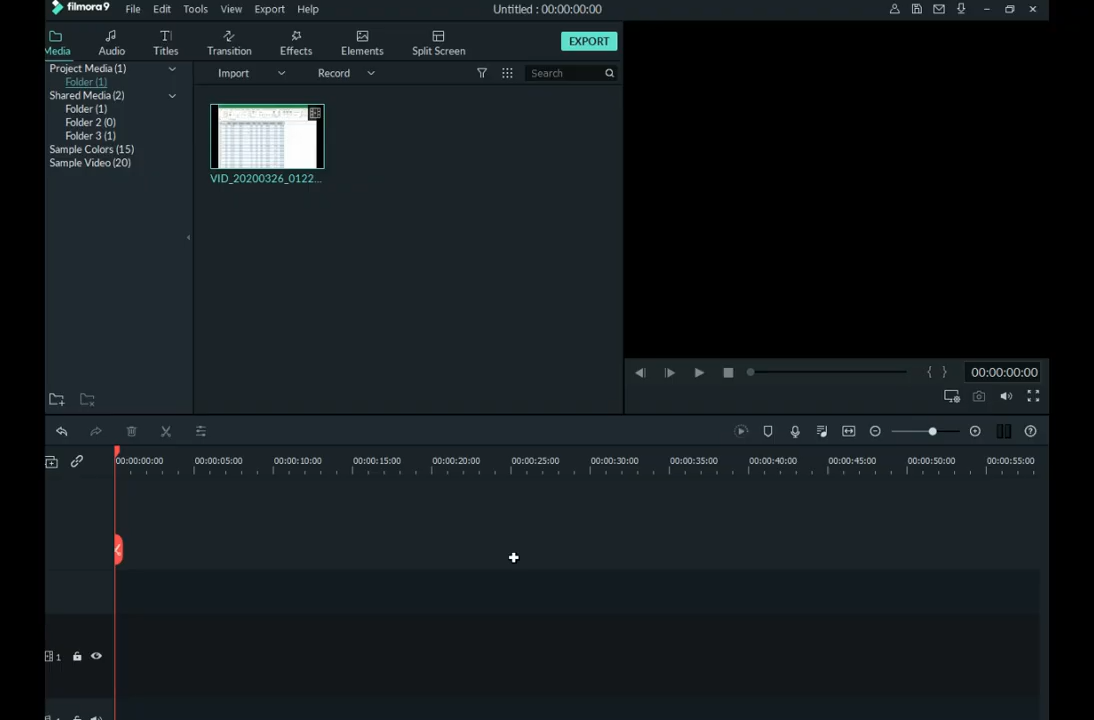 filmora9 File Edit Tools View Export Help Untitled : 00:00:00:00
Media Audio Titles Transition Effects Elements Split Screen EXPORT
Project Media (1)
Folder (1)
Shared Media (2)
Folder (1)
Folder 2 (0)
Folder 3 (1)
Sample Colors (15)
Sample Video (20)
Import Record Search
VID_20200326_0122...
{ } 00:00:00:00
00:00:00:00 00:00:05:00 00:00:10:00 00:00:15:00 00:00:20:00 00:00:25:00 00:00:30:00 00:00:35:00 00:00:40:00 00:00:45:00 00:00:50:00 00:00:55:00
1